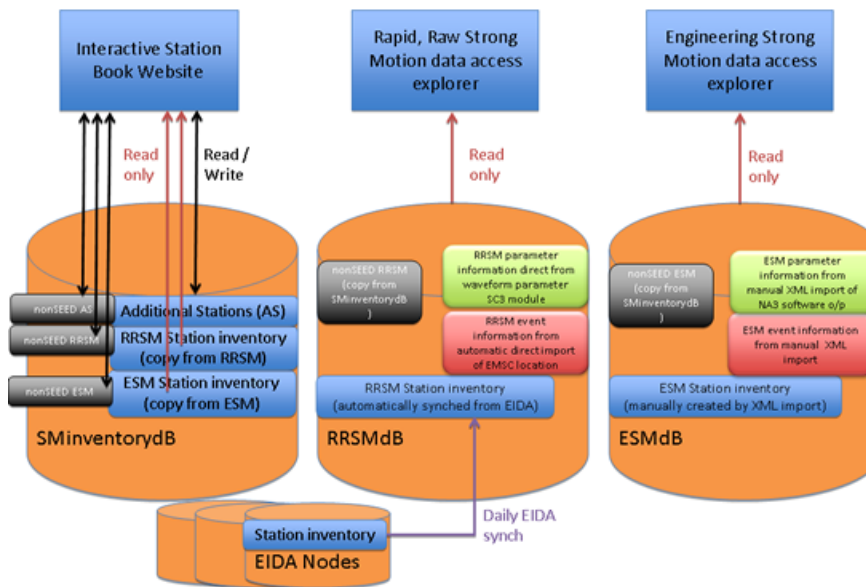 Interactive Station
Book Website
Rapid, Raw Strong
Motion data access
explorer
Engineering Strong
Motion data access
explorer
Read
only
Read /
Write
Read
only
Read
only
nonSEED AS
Additional Stations (AS)
nonSEED RRSM
RRSM Station inventory
(copy from RRSM)
nonSEED ESM
ESM Station inventory
(copy from ESM)
SMinventorydB
nonSEED RRSM
(copy from
SMinventorydB
)
RRSM parameter
information direct from
waveform parameter
SC3 module
RRSM event
information from
automatic direct import
of EMSC location
RRSM Station inventory
(automatically synched from EIDA)
RRSMdB
nonSEED ESM
(copy from
SMinventorydB
)
ESM parameter
information from
manual XML import of
NA3 software o/p
ESM event information
from manual XML
import
ESM Station inventory
(manually created by XML import)
ESMdB
Station inventory
EIDA Nodes
Daily EIDA
synch